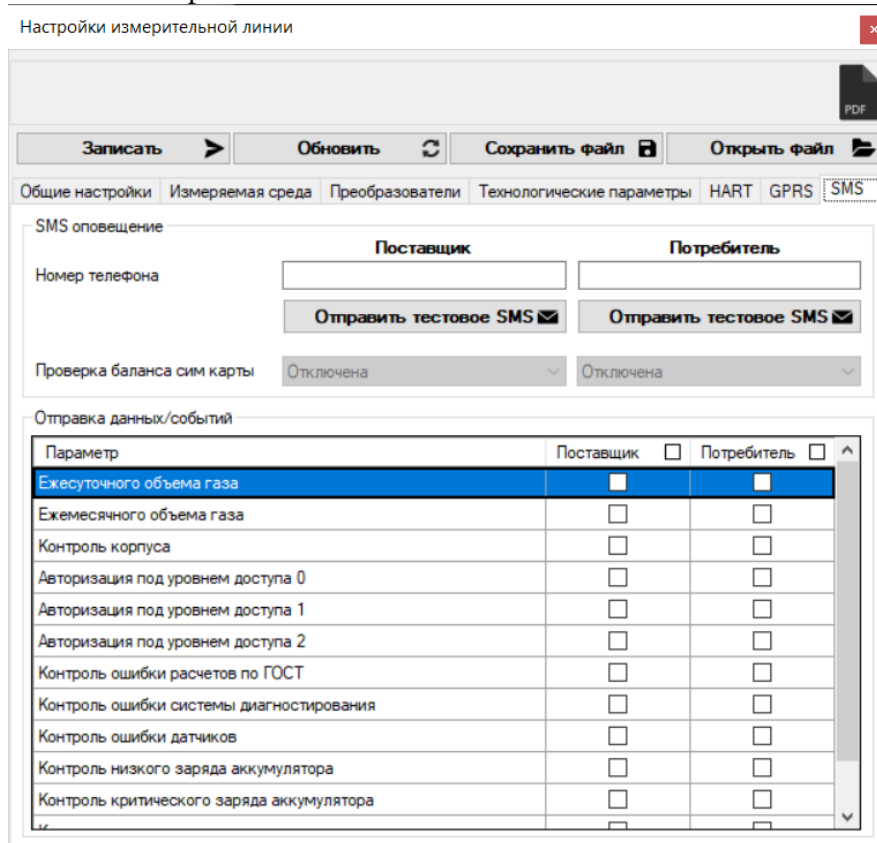 Настройки измерительной линии
PDF
Записать Обновить Сохранить файл Открыть файл
Общие настройки Измеряемая среда Преобразователи Технологические параметры HART GPRS SMS
SMS оповещение
Поставщик Потребитель
Номер телефона
Отправить тестовое SMS Отправить тестовое SMS
Проверка баланса сим карты Отключена Отключена
Отправка данных/событий
Параметр Поставщик Потребитель
Ежесуточного объема газа
Ежемесячного объема газа
Контроль корпуса
Авторизация под уровнем доступа 0
Авторизация под уровнем доступа 1
Авторизация под уровнем доступа 2
Контроль ошибки расчетов по ГОСТ
Контроль ошибки системы диагностирования
Контроль ошибки датчиков
Контроль низкого заряда аккумулятора
Контроль критического заряда аккумулятора